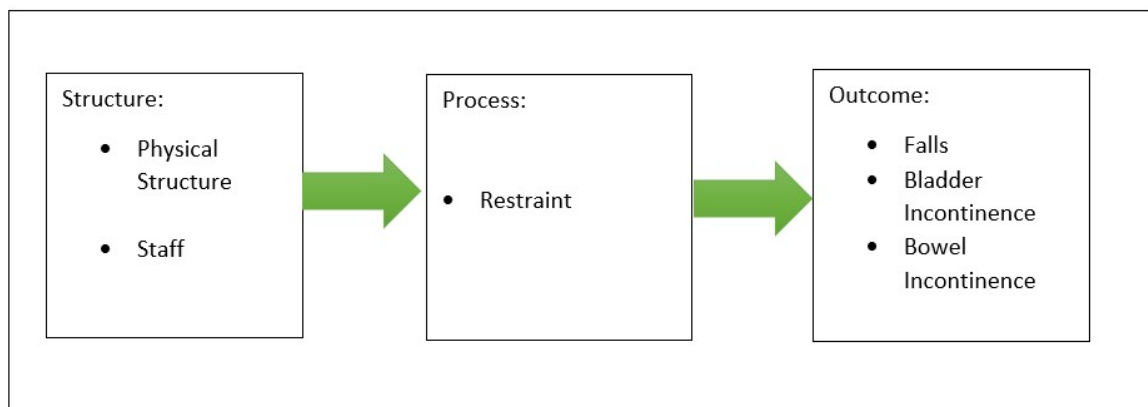 Structure:
• Physical
Structure
• Staff
Process:
• Restraint
Outcome:
• Falls
• Bladder
Incontinence
• Bowel
Incontinence